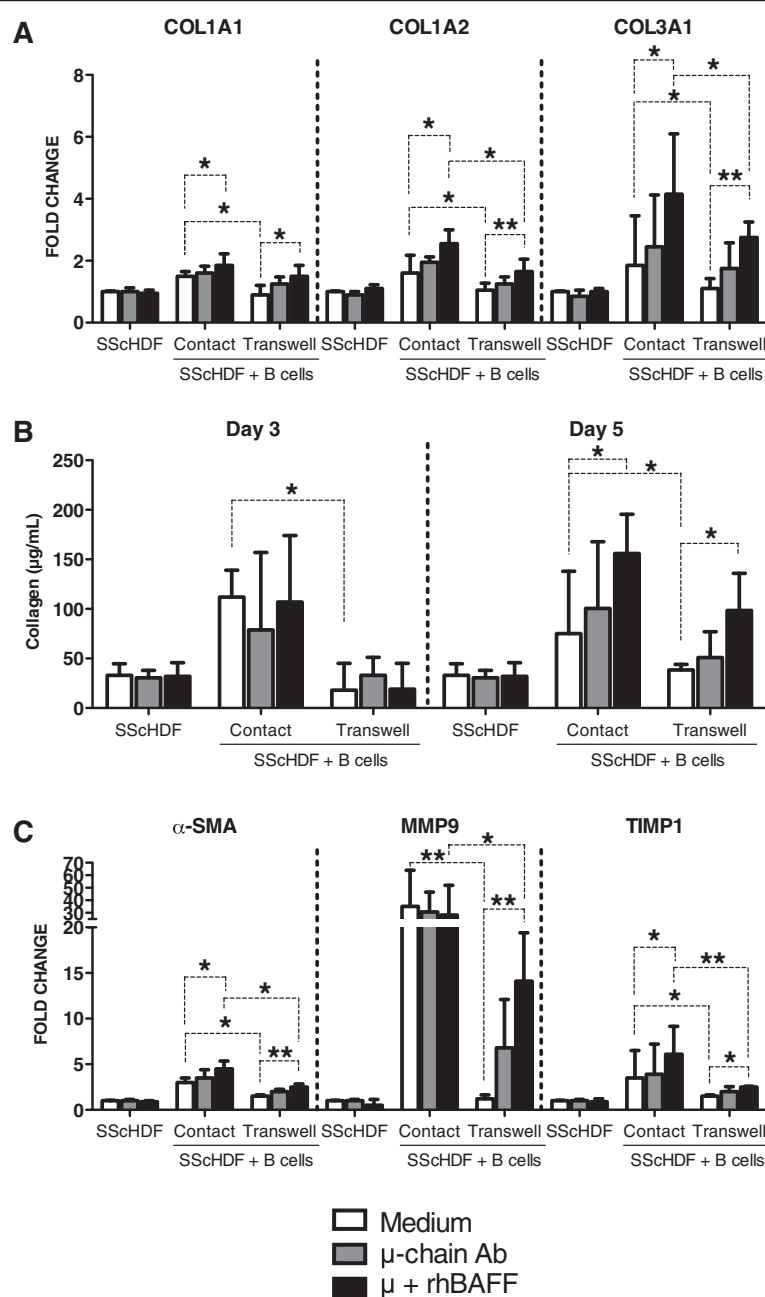 A
COL1A1 COL1A2 COL3A1
FOLD CHANGE
8
6
4
2
0
* * * * * * ** * * * **
SScHDF Contact Transwell SScHDF Contact Transwell SScHDF Contact Transwell
SScHDF + B cells SScHDF + B cells SScHDF + B cells
B
Day 3 Day 5
Collagen (µg/mL)
250
200
150
100
50
0
* * * *
SScHDF Contact Transwell SScHDF Contact Transwell
SScHDF + B cells SScHDF + B cells
C
α-SMA MMP9 TIMP1
FOLD CHANGE
70
60
50
40
30
20
15
10
5
0
* * * ** ** * ** * ** * *
SScHDF Contact Transwell SScHDF Contact Transwell SScHDF Contact Transwell
SScHDF + B cells SScHDF + B cells SScHDF + B cells
Medium
µ-chain Ab
µ + rhBAFF